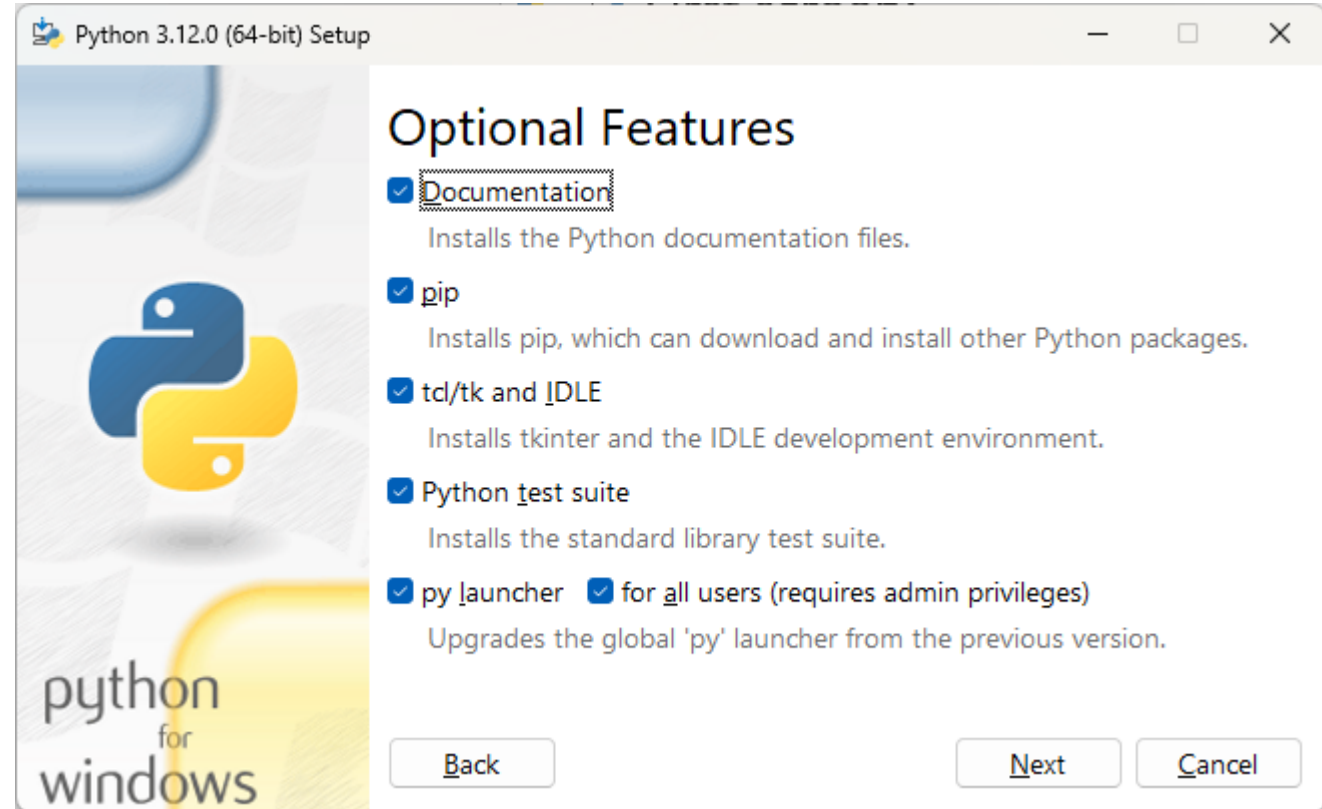 Python 3.12.0 (64-bit) Setup
Optional Features
Documentation
Installs the Python documentation files.
pip
Installs pip, which can download and install other Python packages.
tcl/tk and IDLE
Installs tkinter and the IDLE development environment.
Python test suite
Installs the standard library test suite.
py launcher for all users (requires admin privileges)
Upgrades the global 'py' launcher from the previous version.
python
for
windows
Back Next Cancel